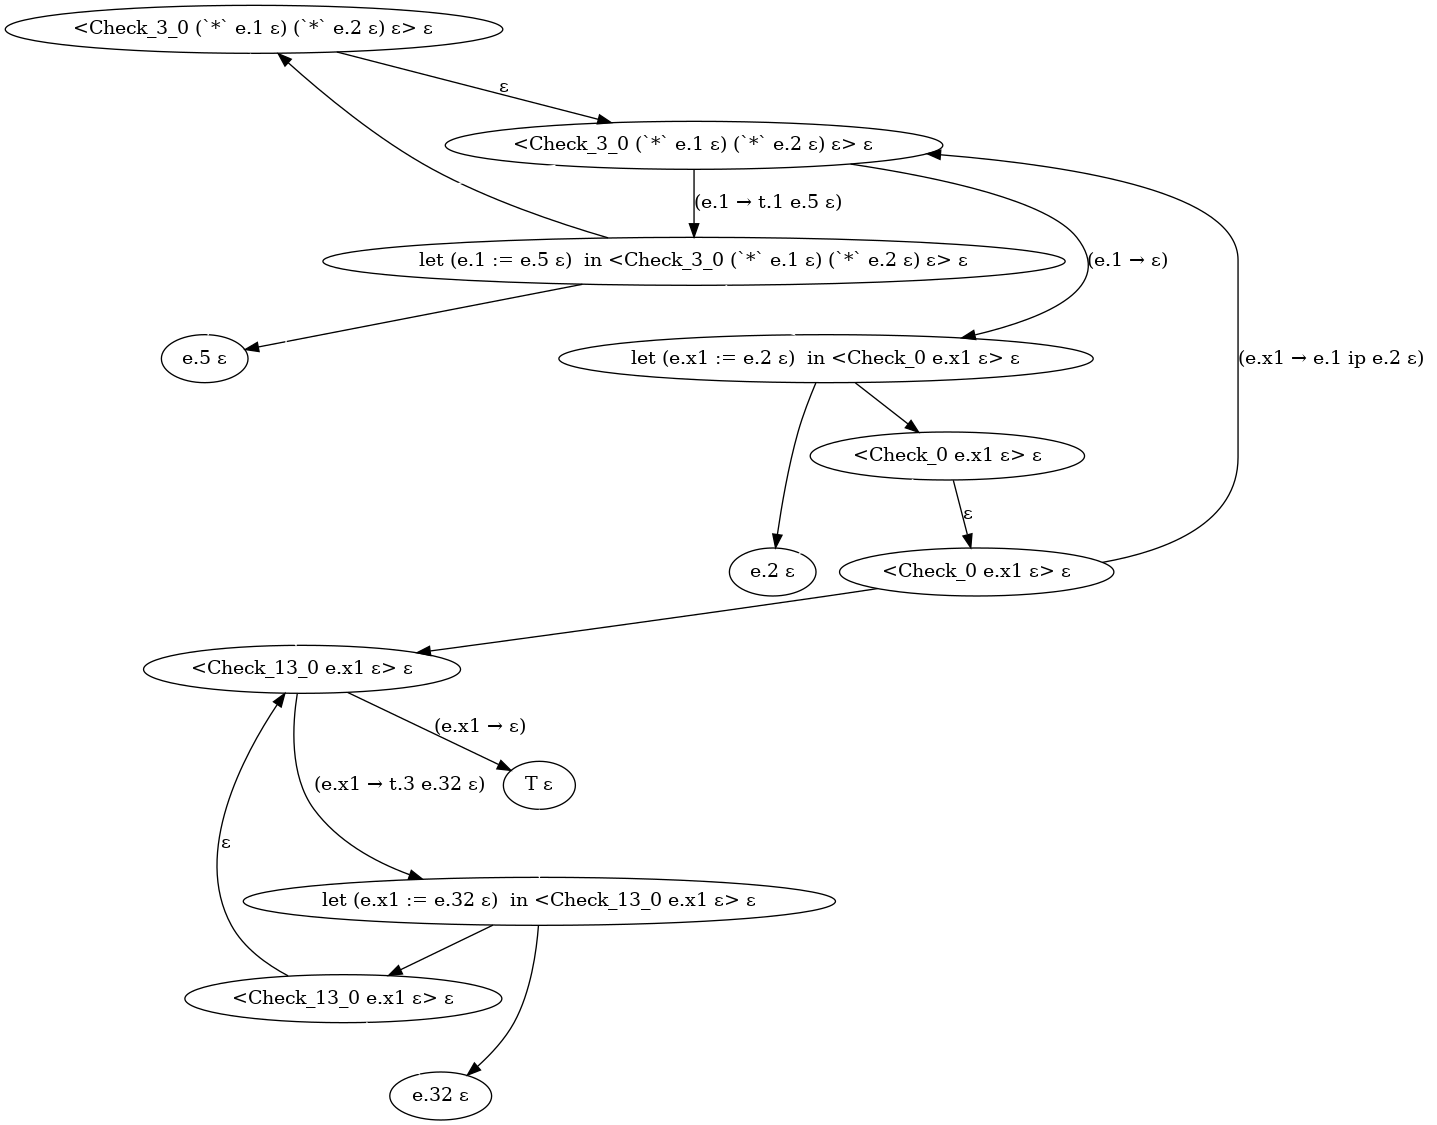 <Check_3_0 (`*` e.1 ε) (`*` e.2 ε) ε> ε
ε
<Check_3_0 (`*` e.1 ε) (`*` e.2 ε) ε> ε
(e.1 → t.1 e.5 ε)
let (e.1 := e.5 ε)  in <Check_3_0 (`*` e.1 ε) (`*` e.2 ε) ε> ε
(e.1 → ε)
e.5 ε
let (e.x1 := e.2 ε)  in <Check_0 e.x1 ε> ε
(e.x1 → e.1 ip e.2 ε)
<Check_0 e.x1 ε> ε
ε
e.2 ε
<Check_0 e.x1 ε> ε
<Check_13_0 e.x1 ε> ε
(e.x1 → ε)
(e.x1 → t.3 e.32 ε)
T ε
ε
let (e.x1 := e.32 ε)  in <Check_13_0 e.x1 ε> ε
<Check_13_0 e.x1 ε> ε
e.32 ε